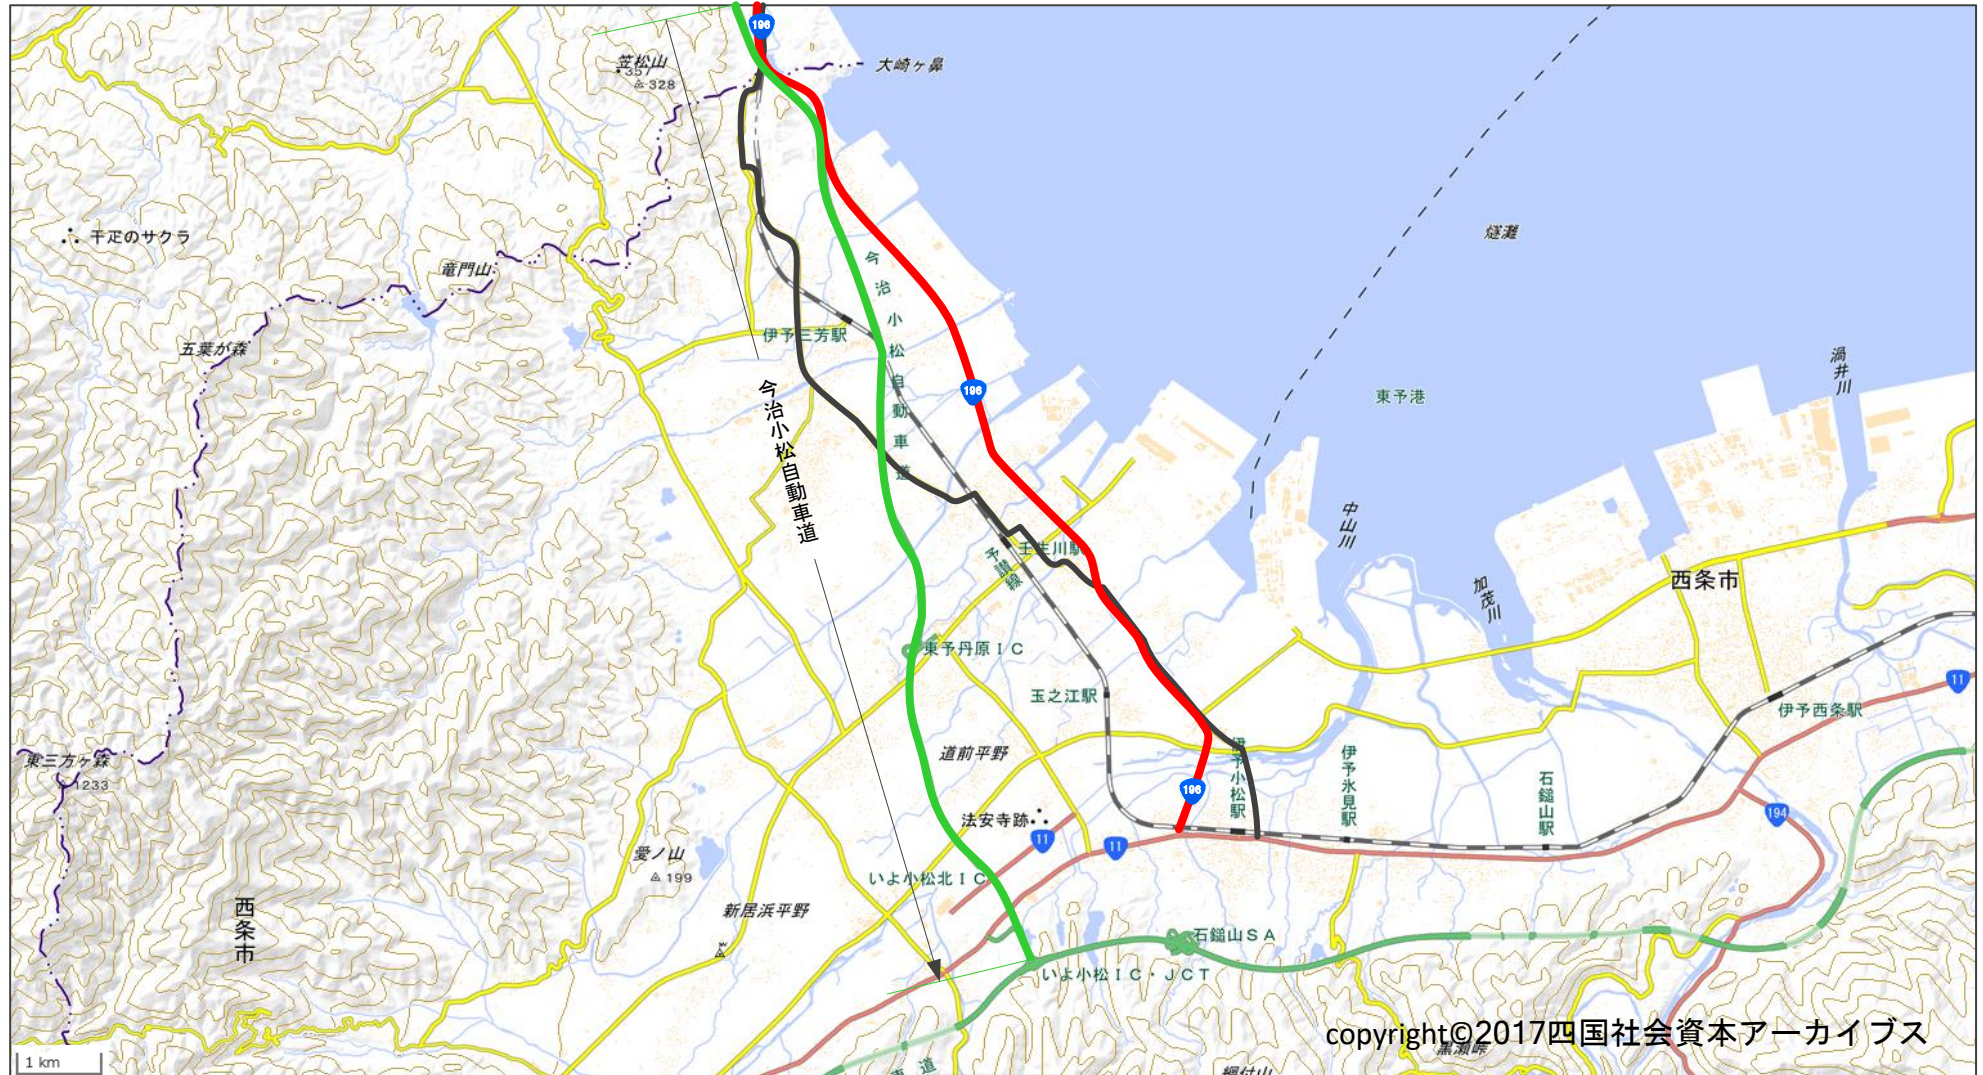 196
大崎ヶ鼻
笠松山
357
328
干疋のサクラ
竜門山
燧灘
今治小松自動車道
伊予三芳駅
五葉が森
今治小松自動車道
196
東予港
渦井川
中山川
壬生川駅
予讃線
西条市
加茂川
東予丹原IC
玉之江駅
11
伊予西条駅
道前平野
伊予小松駅
伊予氷見駅
石鎚山駅
東三方ヶ森
1233
196
194
法安寺跡
11
11
愛ノ山
199
いよ小松北IC
新居浜平野
西条市
石鎚山SA
いよ小松IC・JCT
copyright©2017四国社会資本アーカイブス
黒瀬峠
1 km
道